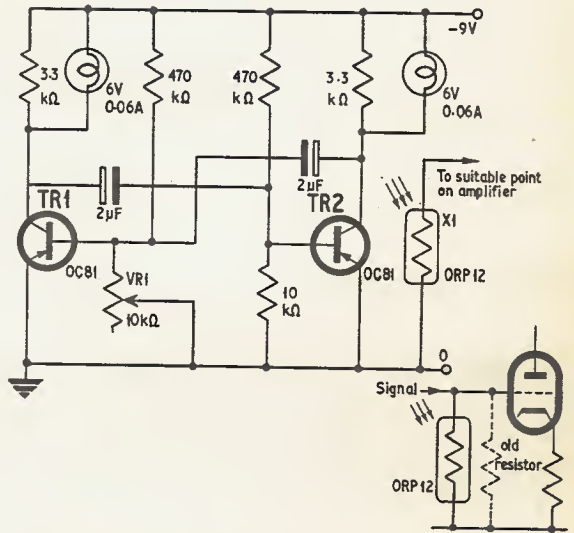 -9V
3.3
kΩ
6V
0.06A
470
kΩ
470
kΩ
3.3
kΩ
6V
0.06A
2μF
2μF
To suitable point
on amplifier
TR1
TR2
X1
OC81
VR1
10kΩ
10
kΩ
OC81
ORP12
0
Signal
old
resistor
ORP12